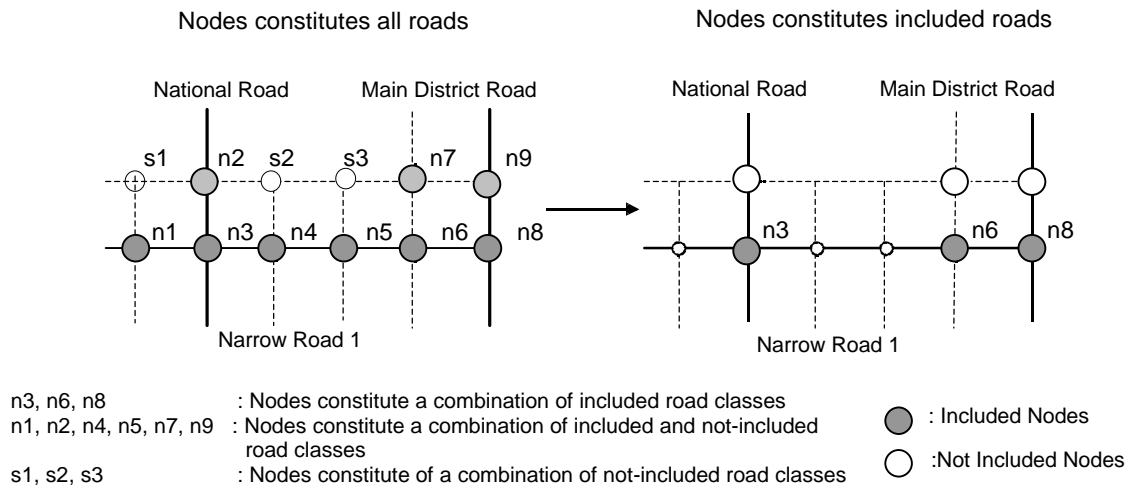 Nodes constitutes all roads
Nodes constitutes included roads
National Road
Main District Road
National Road
Main District Road
s1
n2
s2
s3
n7
n9
n1
n3
n4
n5
n6
n8
n3
n6
n8
Narrow Road 1
Narrow Road 1
n3, n6, n8 : Nodes constitute a combination of included road classes
n1, n2, n4, n5, n7, n9 : Nodes constitute a combination of included and not-included
road classes
s1, s2, s3 : Nodes constitute of a combination of not-included road classes
: Included Nodes
:Not Included Nodes